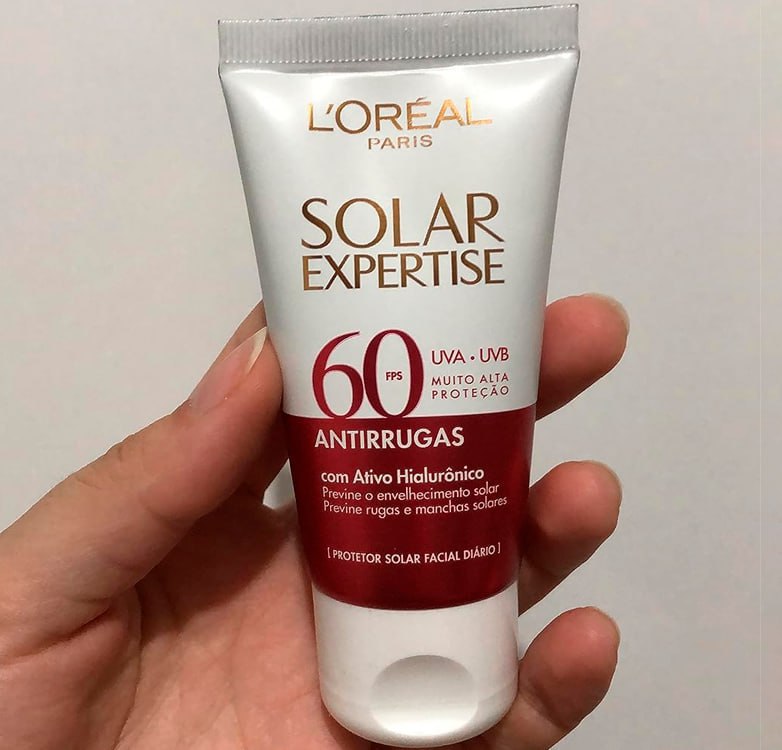 L'ORÉAL
PARIS
SOLAR
EXPERTISE
60 FPS
UVA • UVB
MUITO ALTA
PROTEÇÃO
ANTIRRUGAS
com Ativo Hialurônico
Previne o envelhecimento solar
Previne rugas e manchas solares
[ PROTETOR SOLAR FACIAL DIÁRIO ]